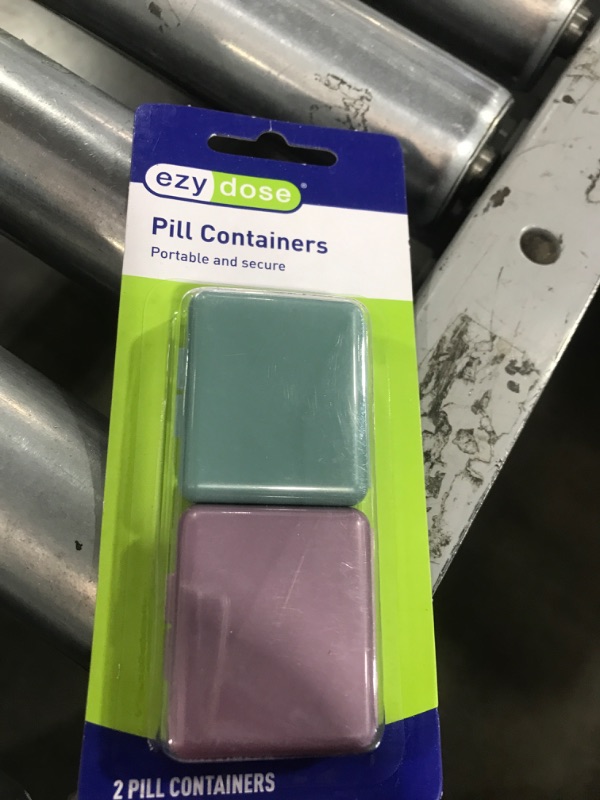 ezy dose®
Pill Containers
Portable and secure
2 PILL CONTAINERS